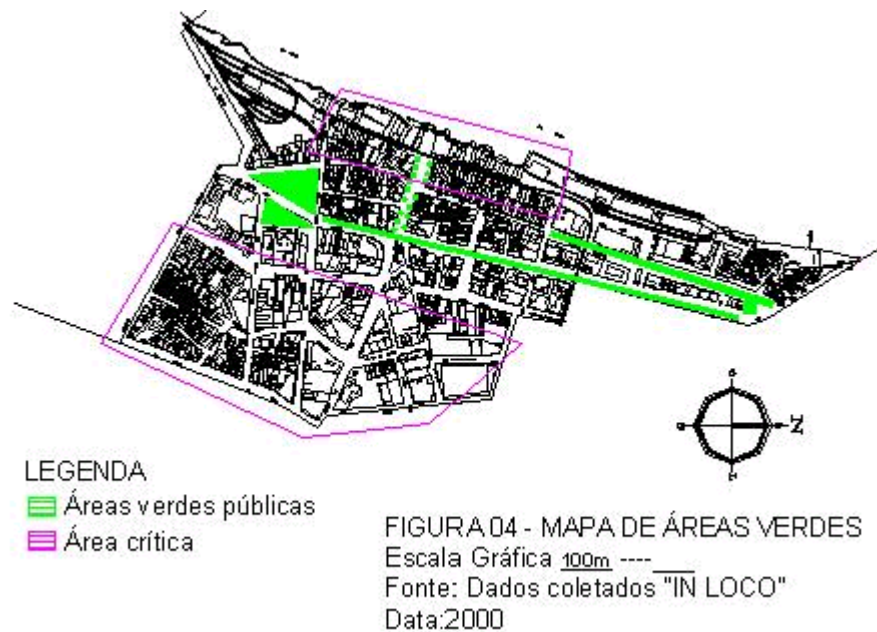 LEGENDA
Áreas verdes públicas
Área crítica
FIGURA 04 - MAPA DE ÁREAS VERDES
Escala Gráfica 100m ----___
Fonte: Dados coletados "IN LOCO"
Data:2000